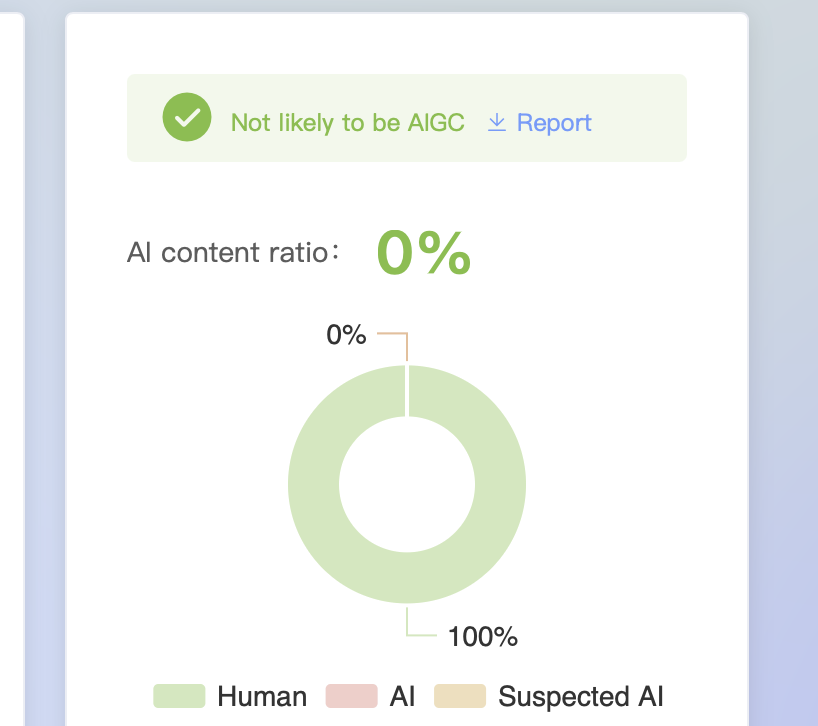 Not likely to be AIGC Report
AI content ratio： 0%
0%
100%
Human AI Suspected AI